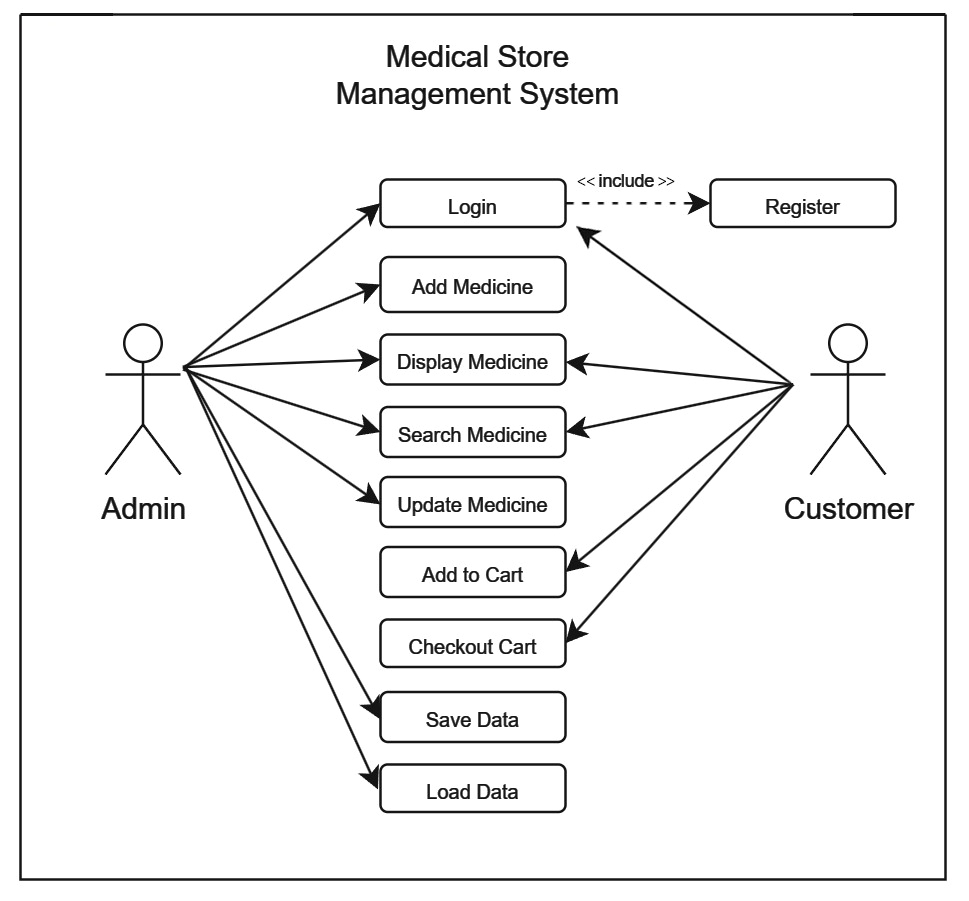 Medical Store
Management System
<< include >>
Login
Register
Add Medicine
Display Medicine
Search Medicine
Update Medicine
Admin
Customer
Add to Cart
Checkout Cart
Save Data
Load Data